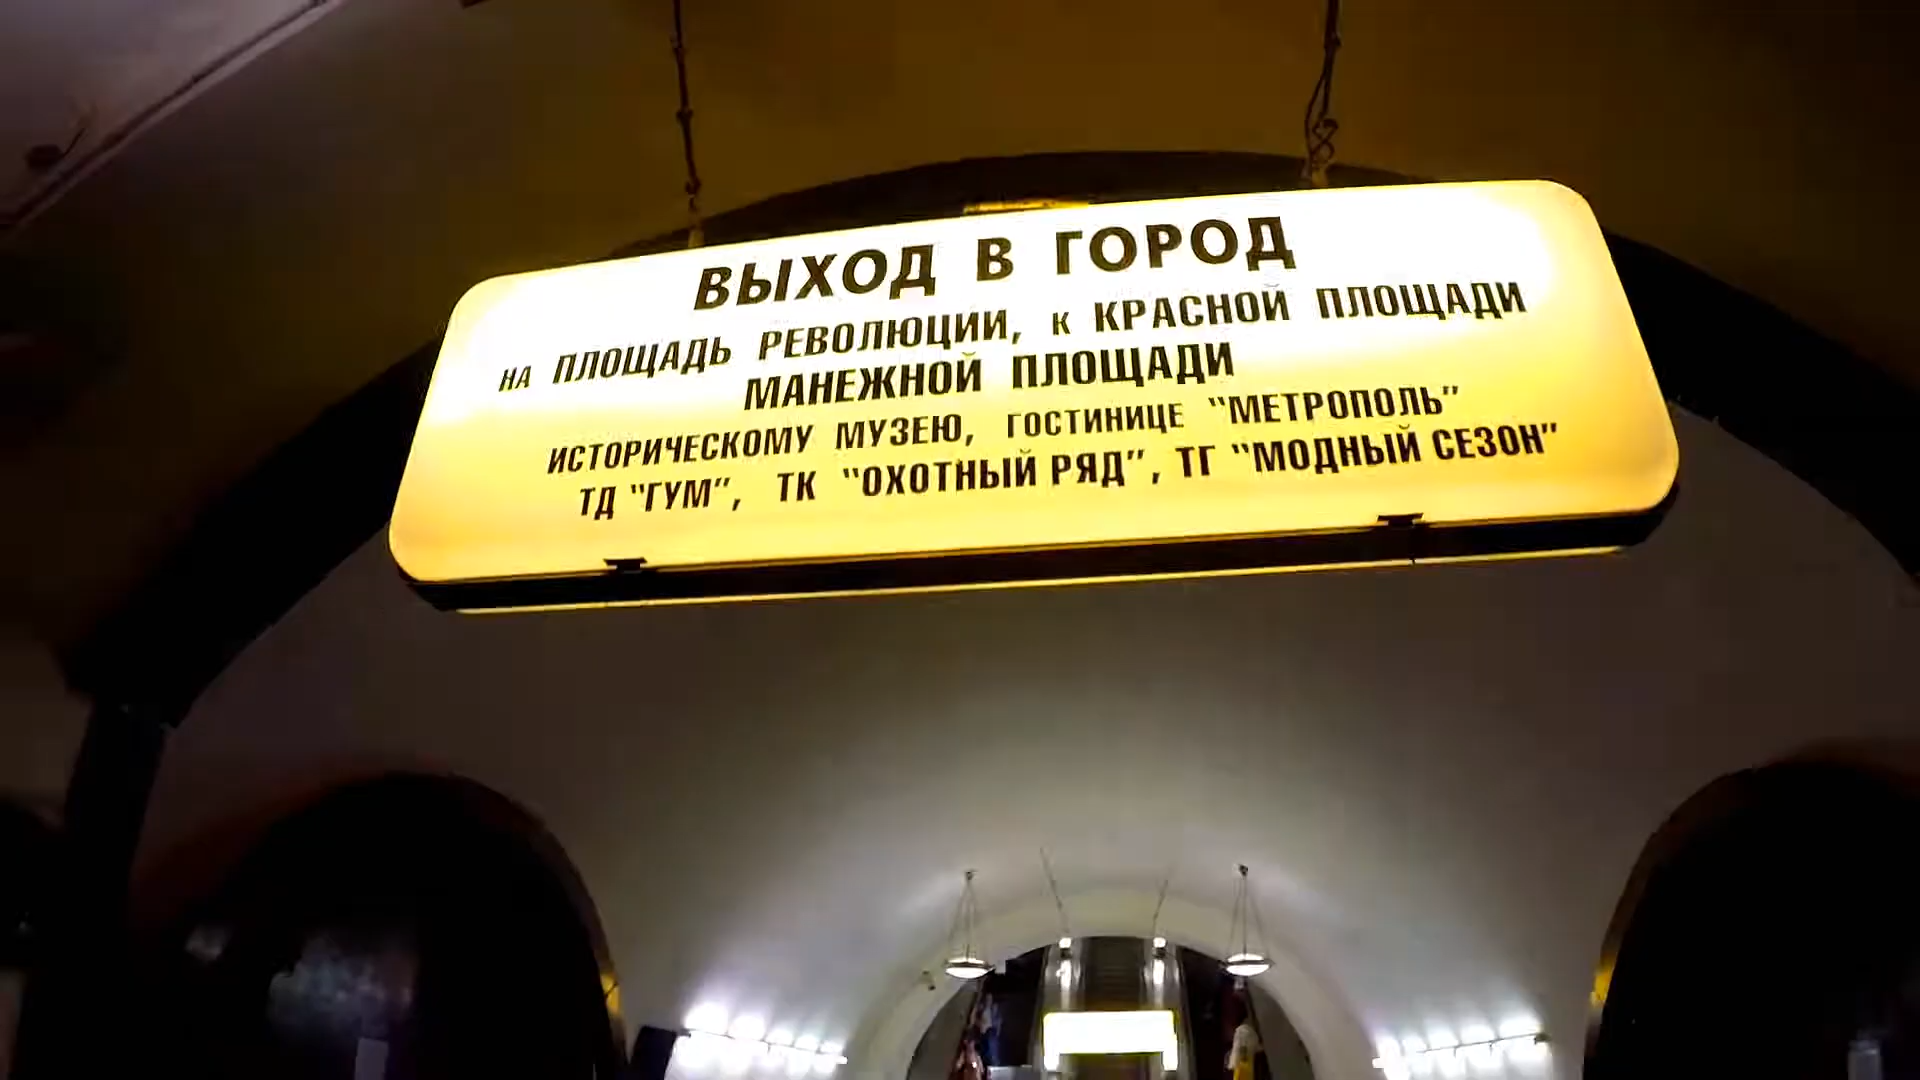 ВЫХОД В ГОРОД
НА ПЛОЩАДЬ РЕВОЛЮЦИИ, К КРАСНОЙ ПЛОЩАДИ
МАНЕЖНОЙ ПЛОЩАДИ
ИСТОРИЧЕСКОМУ МУЗЕЮ, ГОСТИНИЦЕ "МЕТРОПОЛЬ"
ТД "ГУМ", ТК "ОХОТНЫЙ РЯД", ТГ "МОДНЫЙ СЕЗОН"